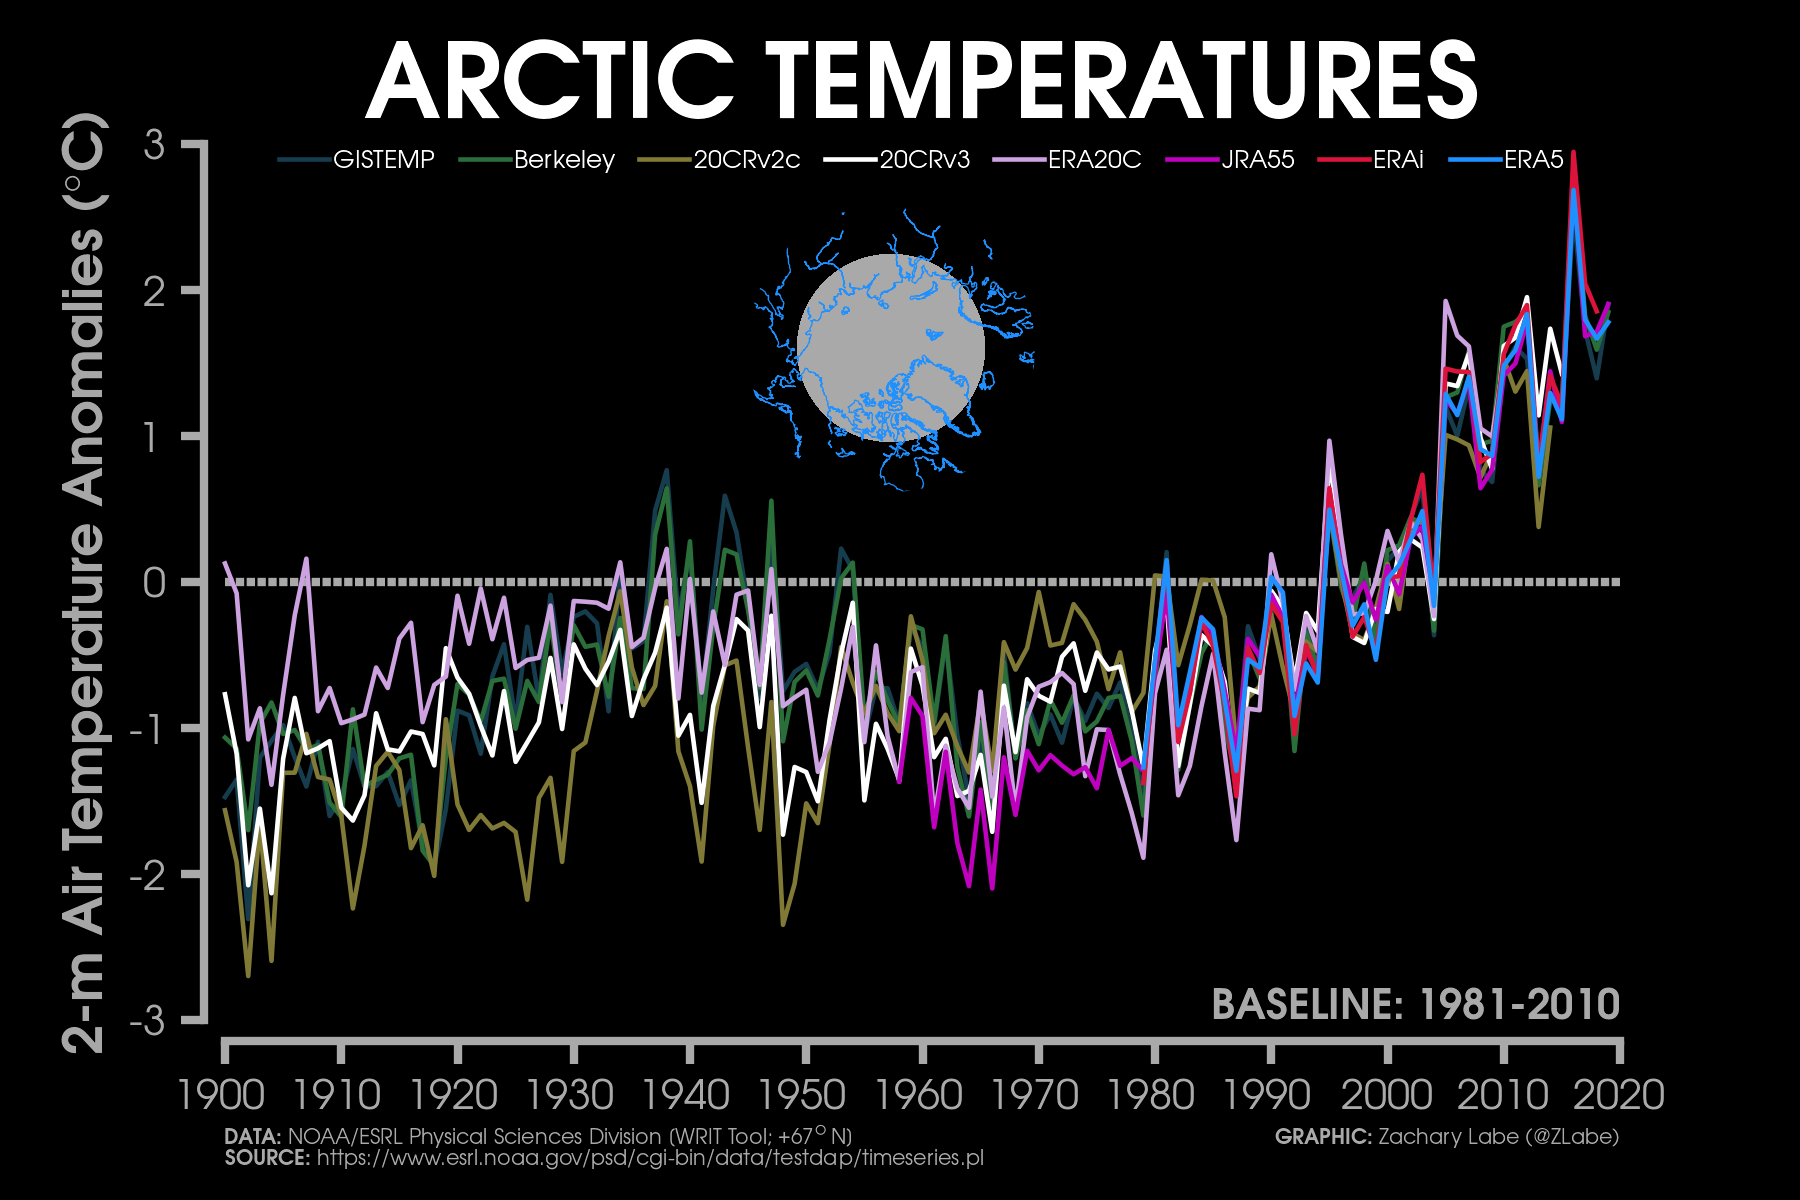 ARCTIC TEMPERATURES
GISTEMP Berkeley 20CRv2c 20CRv3 ERA20C JRA55 ERAi ERA5
2-m Air Temperature Anomalies (°C)
3
2
1
0
-1
-2
-3
BASELINE: 1981-2010
1900 1910 1920 1930 1940 1950 1960 1970 1980 1990 2000 2010 2020
DATA: NOAA/ESRL Physical Sciences Division (WRIT Tool; +67°N)
GRAPHIC: Zachary Labe (@ZLabe)
SOURCE: https://www.esrl.noaa.gov/psd/cgi-bin/data/testdap/timeseries.pl